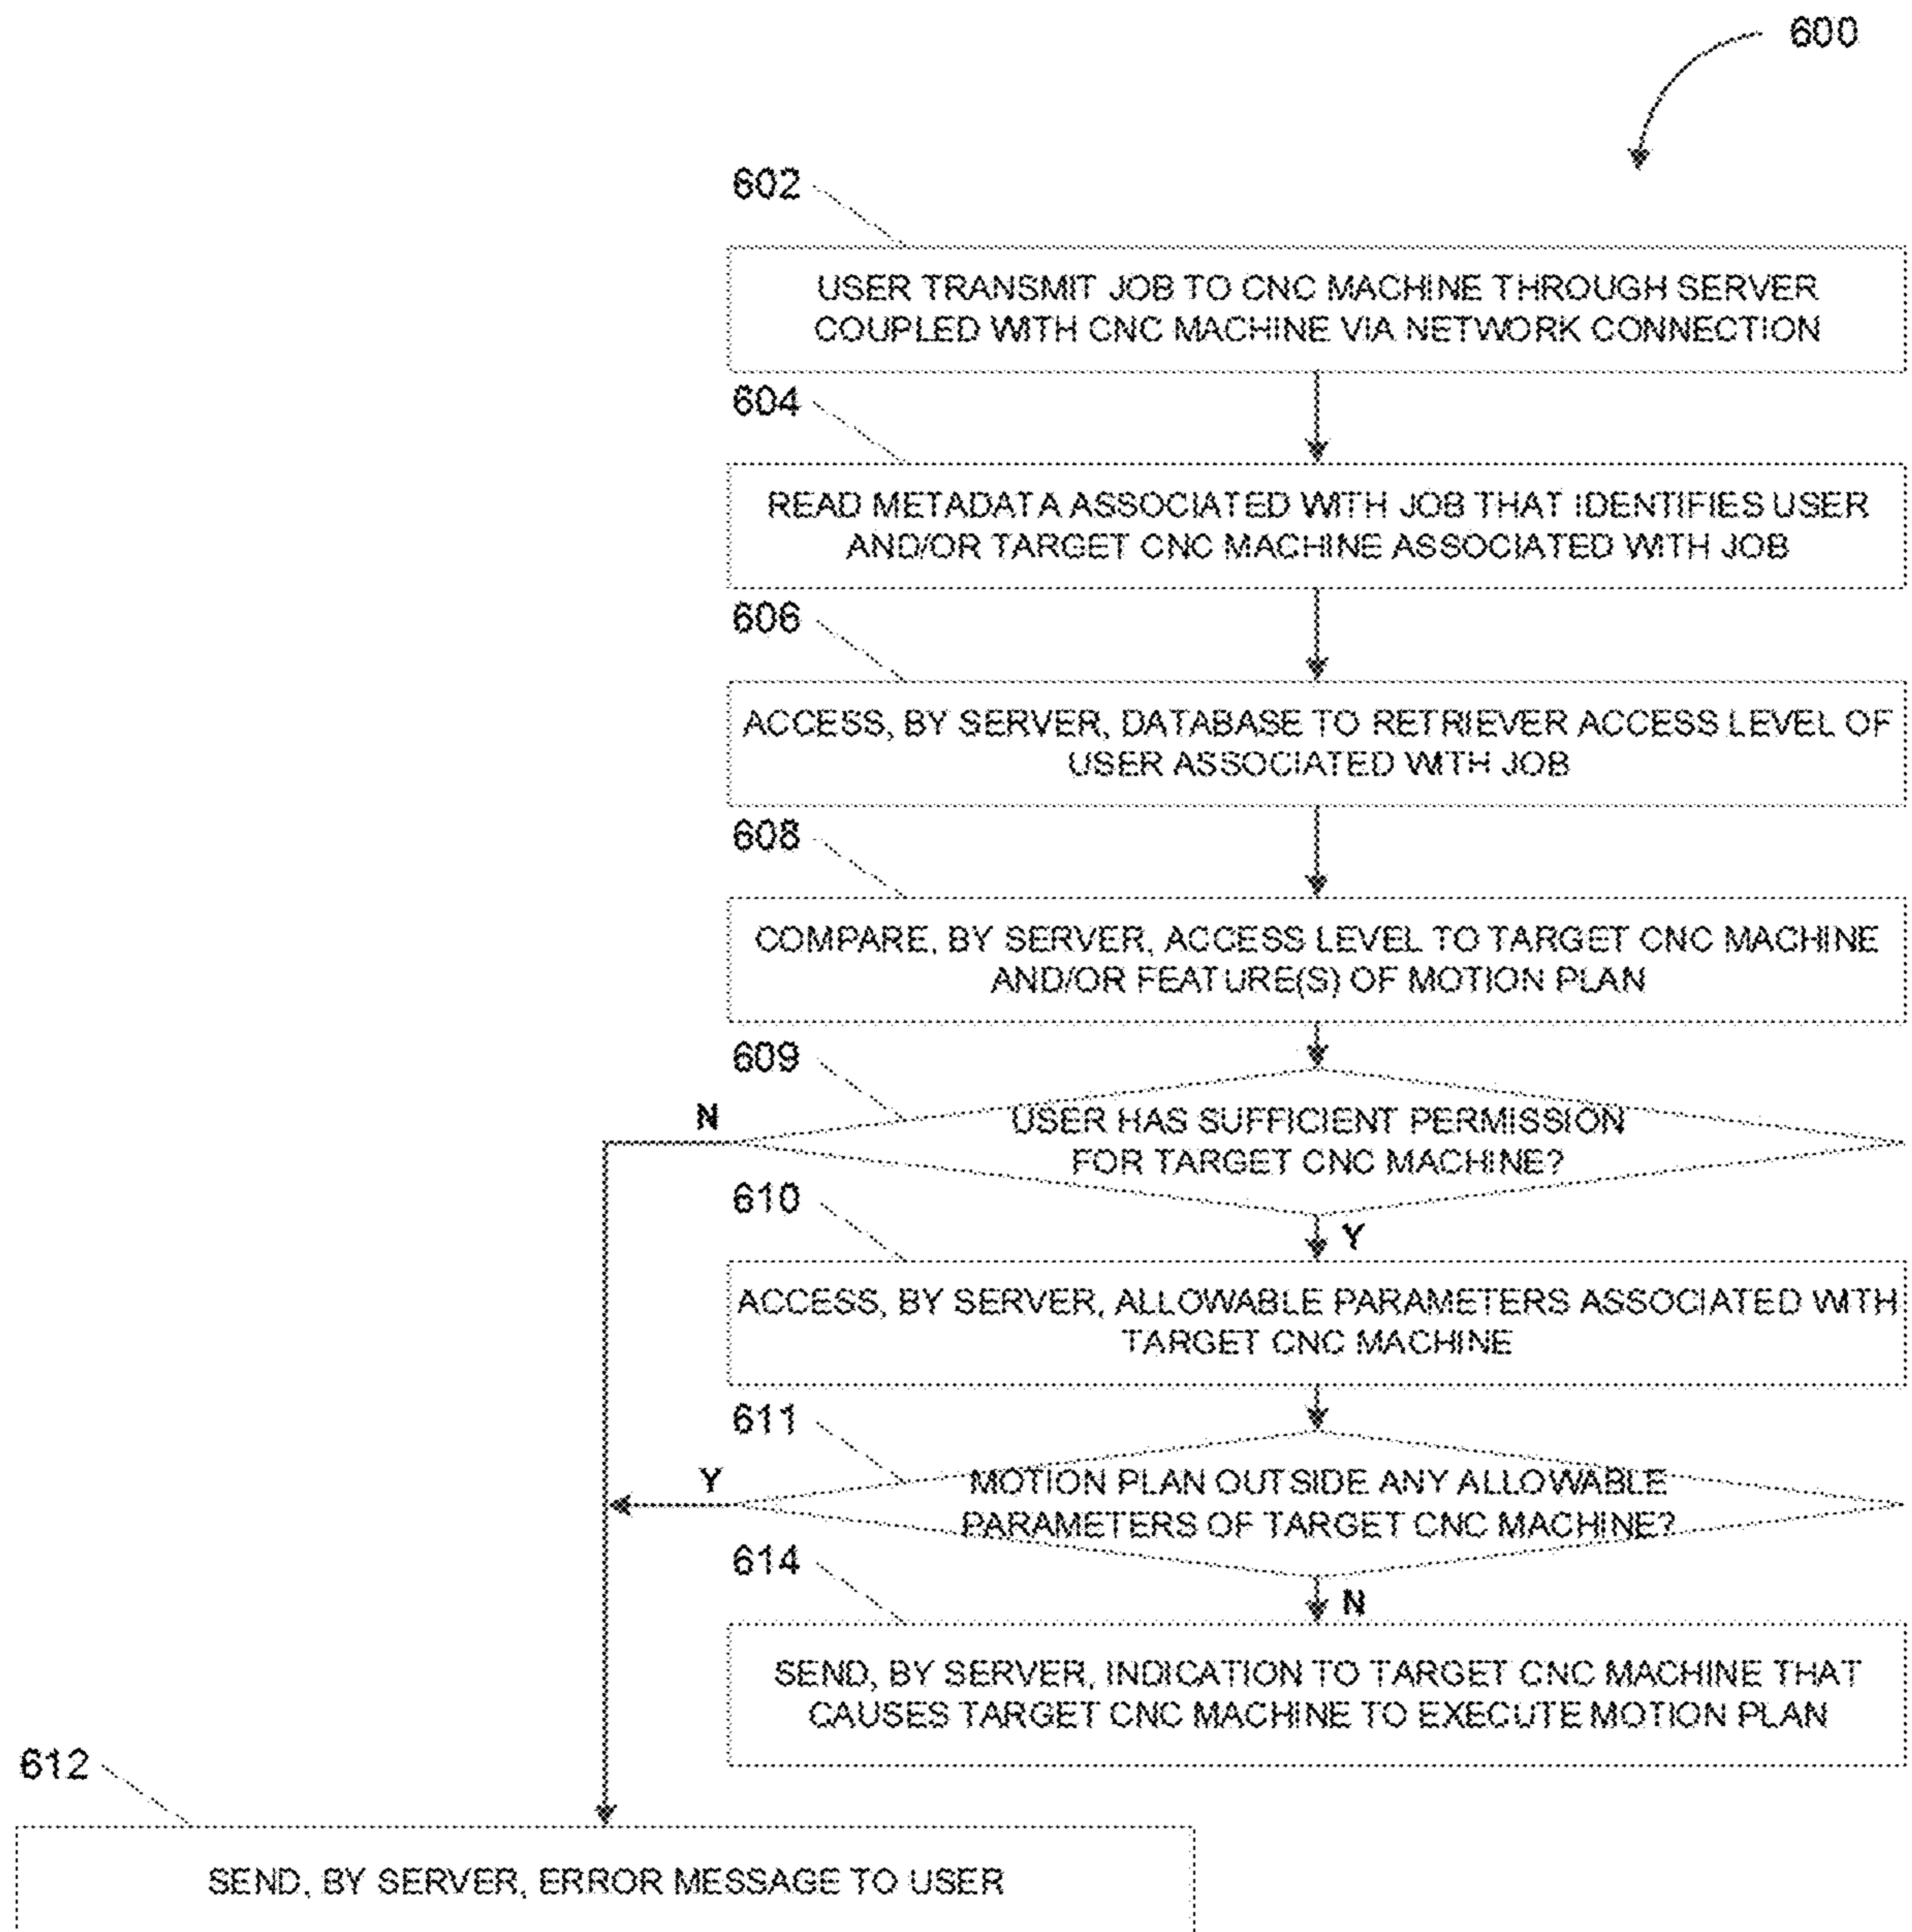 600
602
USER TRANSMIT JOB TO CNC MACHINE THROUGH SERVER
COUPLED WITH CNC MACHINE VIA NETWORK CONNECTION
604
READ METADATA ASSOCIATED WITH JOB THAT IDENTIFIES USER
AND/OR TARGET CNC MACHINE ASSOCIATED WITH JOB
606
ACCESS, BY SERVER, DATABASE TO RETRIEVER ACCESS LEVEL OF
USER ASSOCIATED WITH JOB
608
COMPARE, BY SERVER, ACCESS LEVEL TO TARGET CNC MACHINE
AND/OR FEATURE(S) OF MOTION PLAN
609
N
USER HAS SUFFICIENT PERMISSION
FOR TARGET CNC MACHINE?
610
Y
ACCESS, BY SERVER, ALLOWABLE PARAMETERS ASSOCIATED WITH
TARGET CNC MACHINE
611
Y
MOTION PLAN OUTSIDE ANY ALLOWABLE
PARAMETERS OF TARGET CNC MACHINE?
614
N
SEND, BY SERVER, INDICATION TO TARGET CNC MACHINE THAT
CAUSES TARGET CNC MACHINE TO EXECUTE MOTION PLAN
612
SEND, BY SERVER, ERROR MESSAGE TO USER